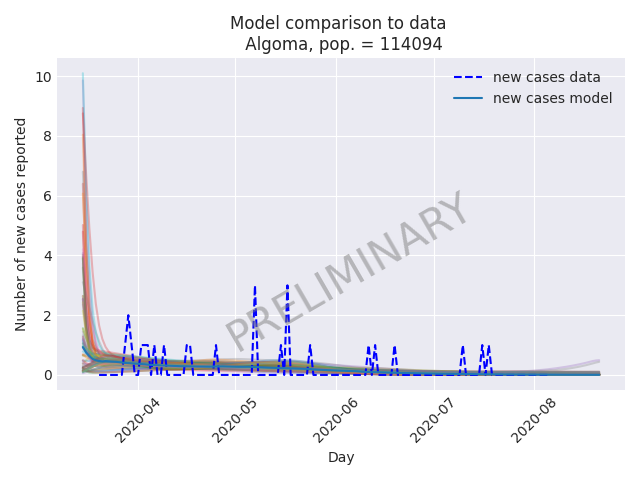 Model comparison to data
Algoma, pop. = 114094
new cases data
new cases model
Number of new cases reported
10
8
6
4
2
0
PRELIMINARY
2020-04
2020-05
2020-06
2020-07
2020-08
Day